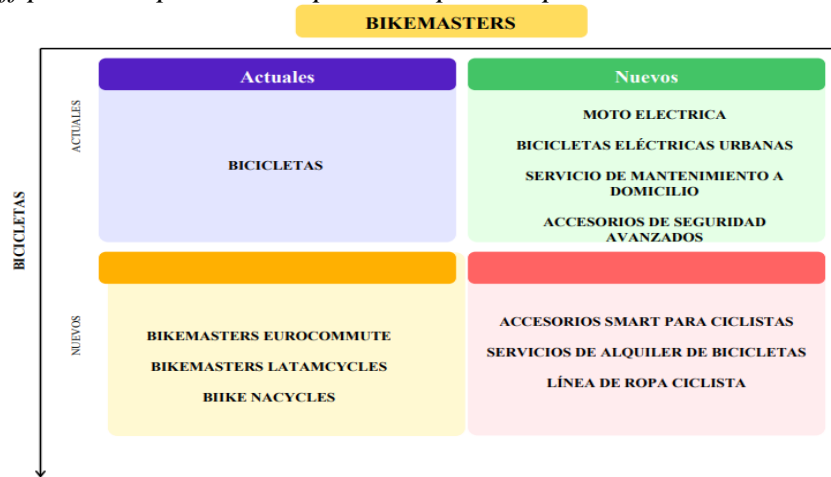 BIKEMASTERS
Actuales
Nuevos
ACTUALES
BICICLETAS
MOTO ELECTRICA
BICICLETAS ELÉCTRICAS URBANAS
SERVICIO DE MANTENIMIENTO A
DOMICILIO
ACCESORIOS DE SEGURIDAD
AVANZADOS
BICICLETAS
NUEVOS
BIKEMASTERS EUROCOMMUTE
BIKEMASTERS LATAMCYCLES
BIIKE NACYCLES
ACCESORIOS SMART PARA CICLISTAS
SERVICIOS DE ALQUILER DE BICICLETAS
LÍNEA DE ROPA CICLISTA